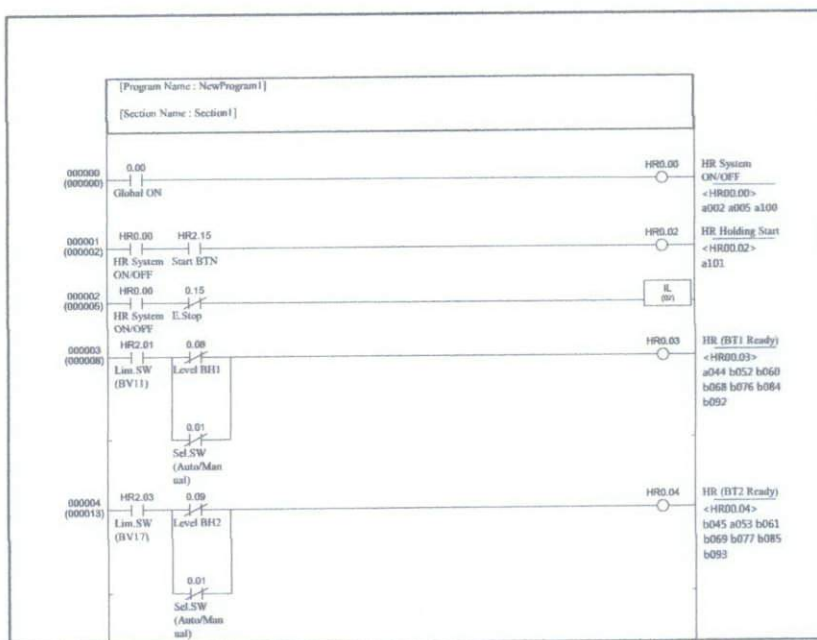 [Program Name : NewProgram1]
[Section Name : Section1]
000000
(000000)
0.00
Global ON
HR0.00
HR System
ON/OFF
<HR00.00>
a002 a005 a100
000001
(000002)
HR0.00 HR2.15
HR System Start BTN
ON/OFF
HR0.02
HR Holding Start
<HR00.02>
a101
000002
(000005)
HR0.00 0.15
HR System E.Stop
ON/OFF
IL
(02)
000003
(000008)
HR2.01 0.08
Lim.SW Level BH1
(BV11)
0.01
Sel.SW
(Auto/Man
ual)
HR0.03
HR (BT1 Ready)
<HR00.03>
a044 b052 b060
b068 b076 b084
b092
000004
(000013)
HR2.03 0.09
Lim.SW Level BH2
(BV17)
0.01
Sel.SW
(Auto/Man
ual)
HR0.04
HR (BT2 Ready)
<HR00.04>
b045 a053 b061
b069 b077 b085
b093